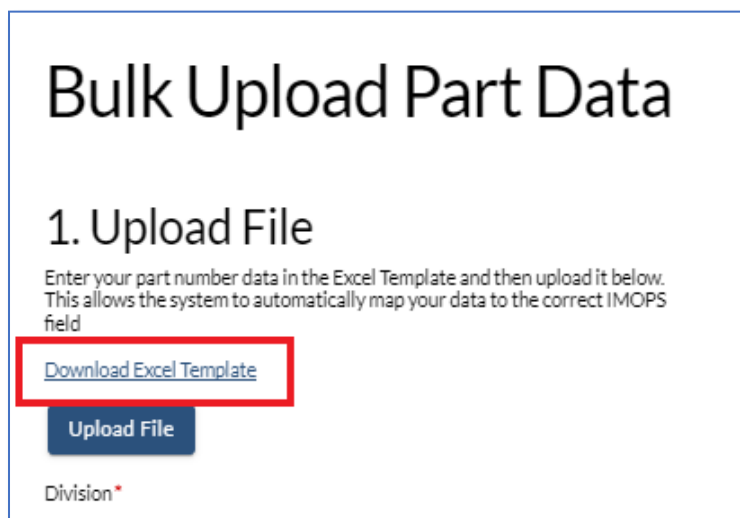 Bulk Upload Part Data
1. Upload File
Enter your part number data in the Excel Template and then upload it below.
This allows the system to automatically map your data to the correct IMOPS
field
Download Excel Template
Upload File
Division*